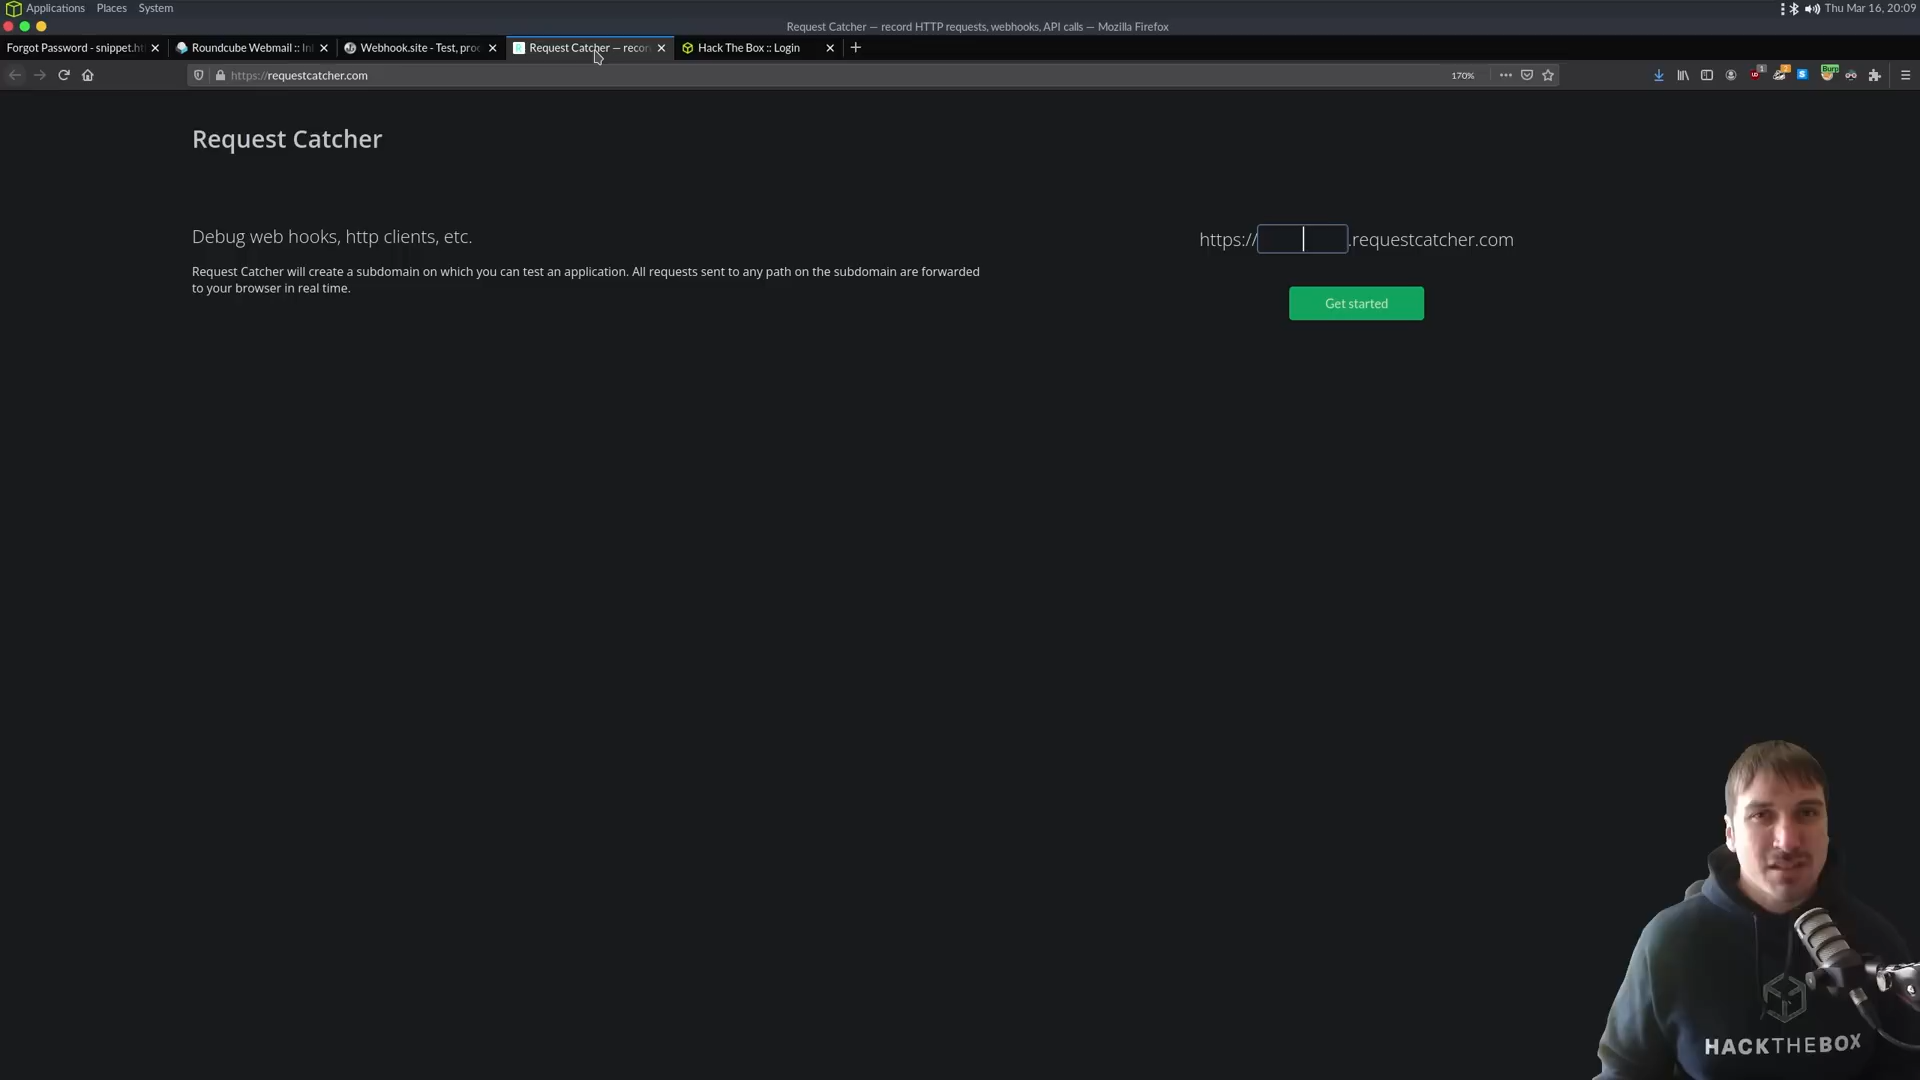 Applications Places System Thu Mar 16, 20:09
Request Catcher — record HTTP requests, webhooks, API calls — Mozilla Firefox
Forgot Password - snippet.ht Roundcube Webmail :: In Webhook.site - Test, proc Request Catcher — recor Hack The Box :: Login
https://requestcatcher.com 170%
Request Catcher
Debug web hooks, http clients, etc.
https:// .requestcatcher.com
Request Catcher will create a subdomain on which you can test an application. All requests sent to any path on the subdomain are forwarded
to your browser in real time.
Get started
HACKTHEBOX